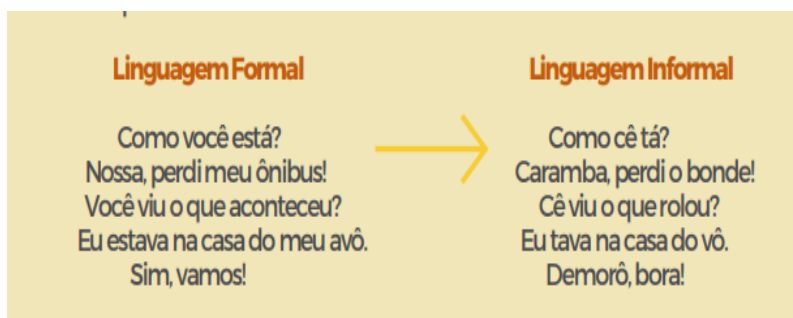 Linguagem Formal
Como você está?
Nossa, perdi meu ônibus!
Você viu o que aconteceu?
Eu estava na casa do meu avô.
Sim, vamos!
Linguagem Informal
Como cê tá?
Caramba, perdi o bonde!
Cê viu o que rolou?
Eu tava na casa do vô.
Demorô, bora!